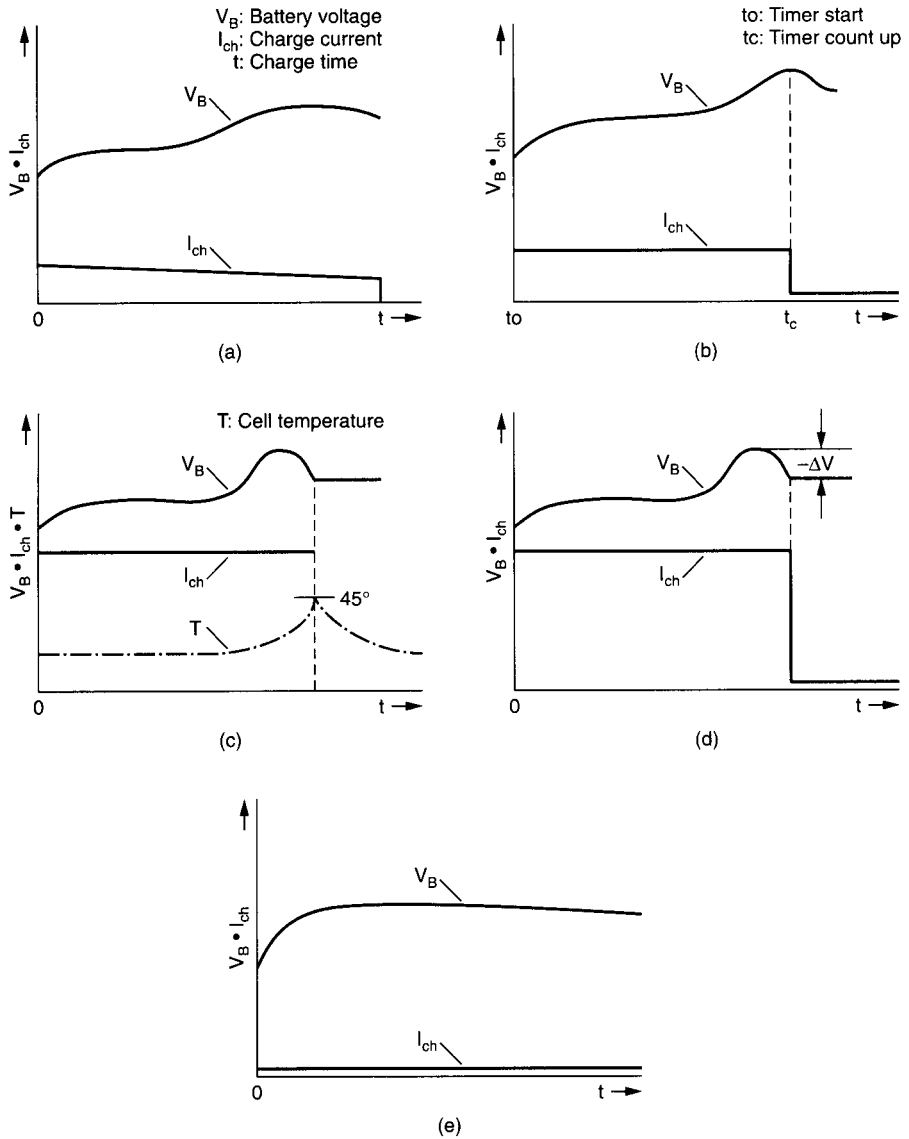 V_B: Battery voltage
I_ch: Charge current
t: Charge time
V_B • I_ch
V_B
I_ch
0
t
(a)
to: Timer start
tc: Timer count up
V_B • I_ch
V_B
I_ch
to
t_c
t
(b)
T: Cell temperature
V_B • I_ch • T
V_B
I_ch
45°
T
0
t
(c)
V_B • I_ch
V_B
–ΔV
I_ch
0
t
(d)
V_B • I_ch
V_B
I_ch
0
t
(e)